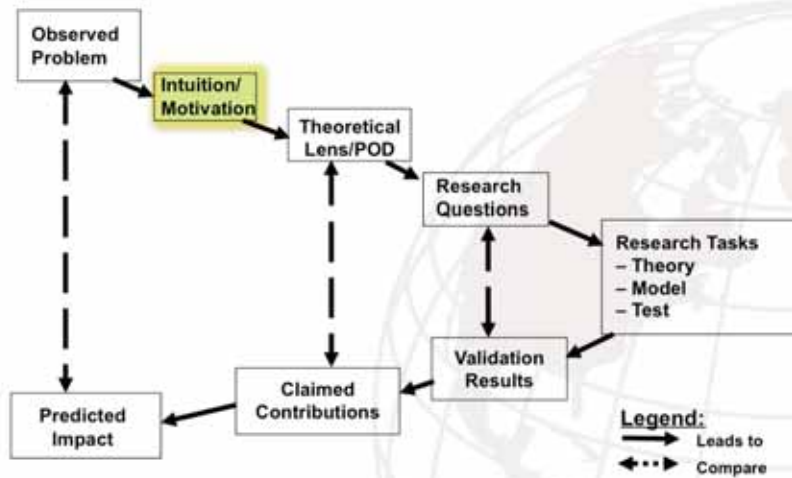 Observed
Problem
Intuition/
Motivation
Theoretical
Lens/POD
Research
Questions
Research Tasks
– Theory
– Model
– Test
Validation
Results
Claimed
Contributions
Predicted
Impact
Legend:
Leads to
Compare